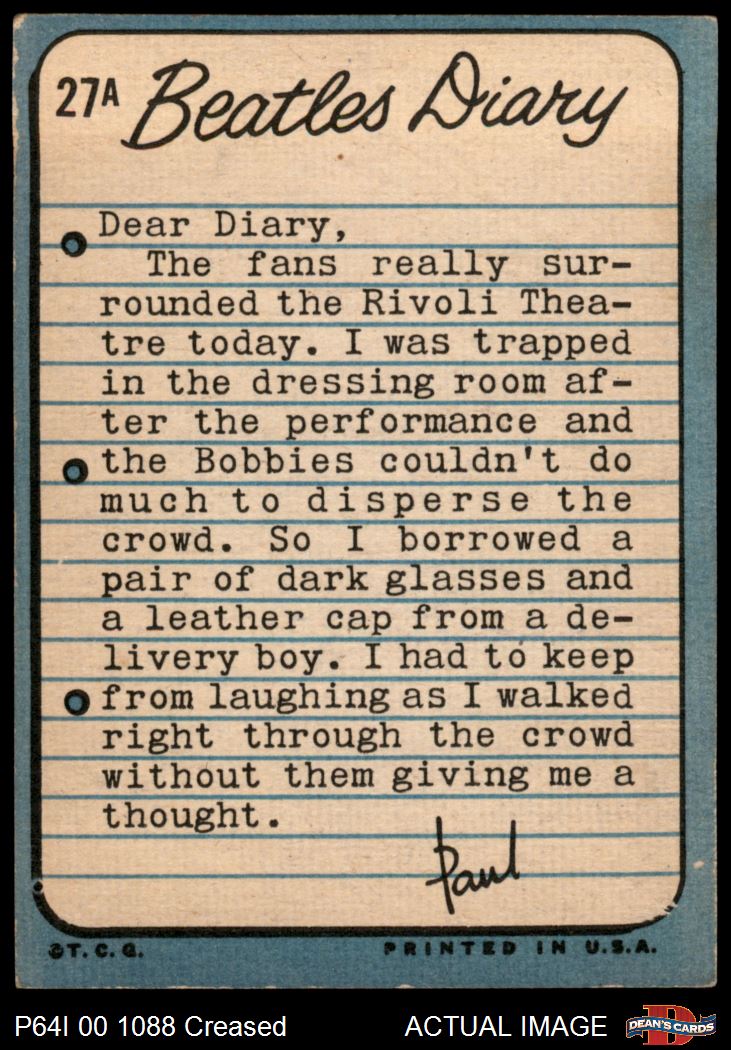 27A Beatles Diary
Dear Diary,
The fans really sur-
rounded the Rivoli Thea-
tre today. I was trapped
in the dressing room af-
ter the performance and
the Bobbies couldn't do
much to disperse the
crowd. So I borrowed a
pair of dark glasses and
a leather cap from a de-
livery boy. I had to keep
from laughing as I walked
right through the crowd
without them giving me a
thought.
Paul
©T.C.G. PRINTED IN U.S.A.
P64I 00 1088 Creased ACTUAL IMAGE D DEAN'S CARDS